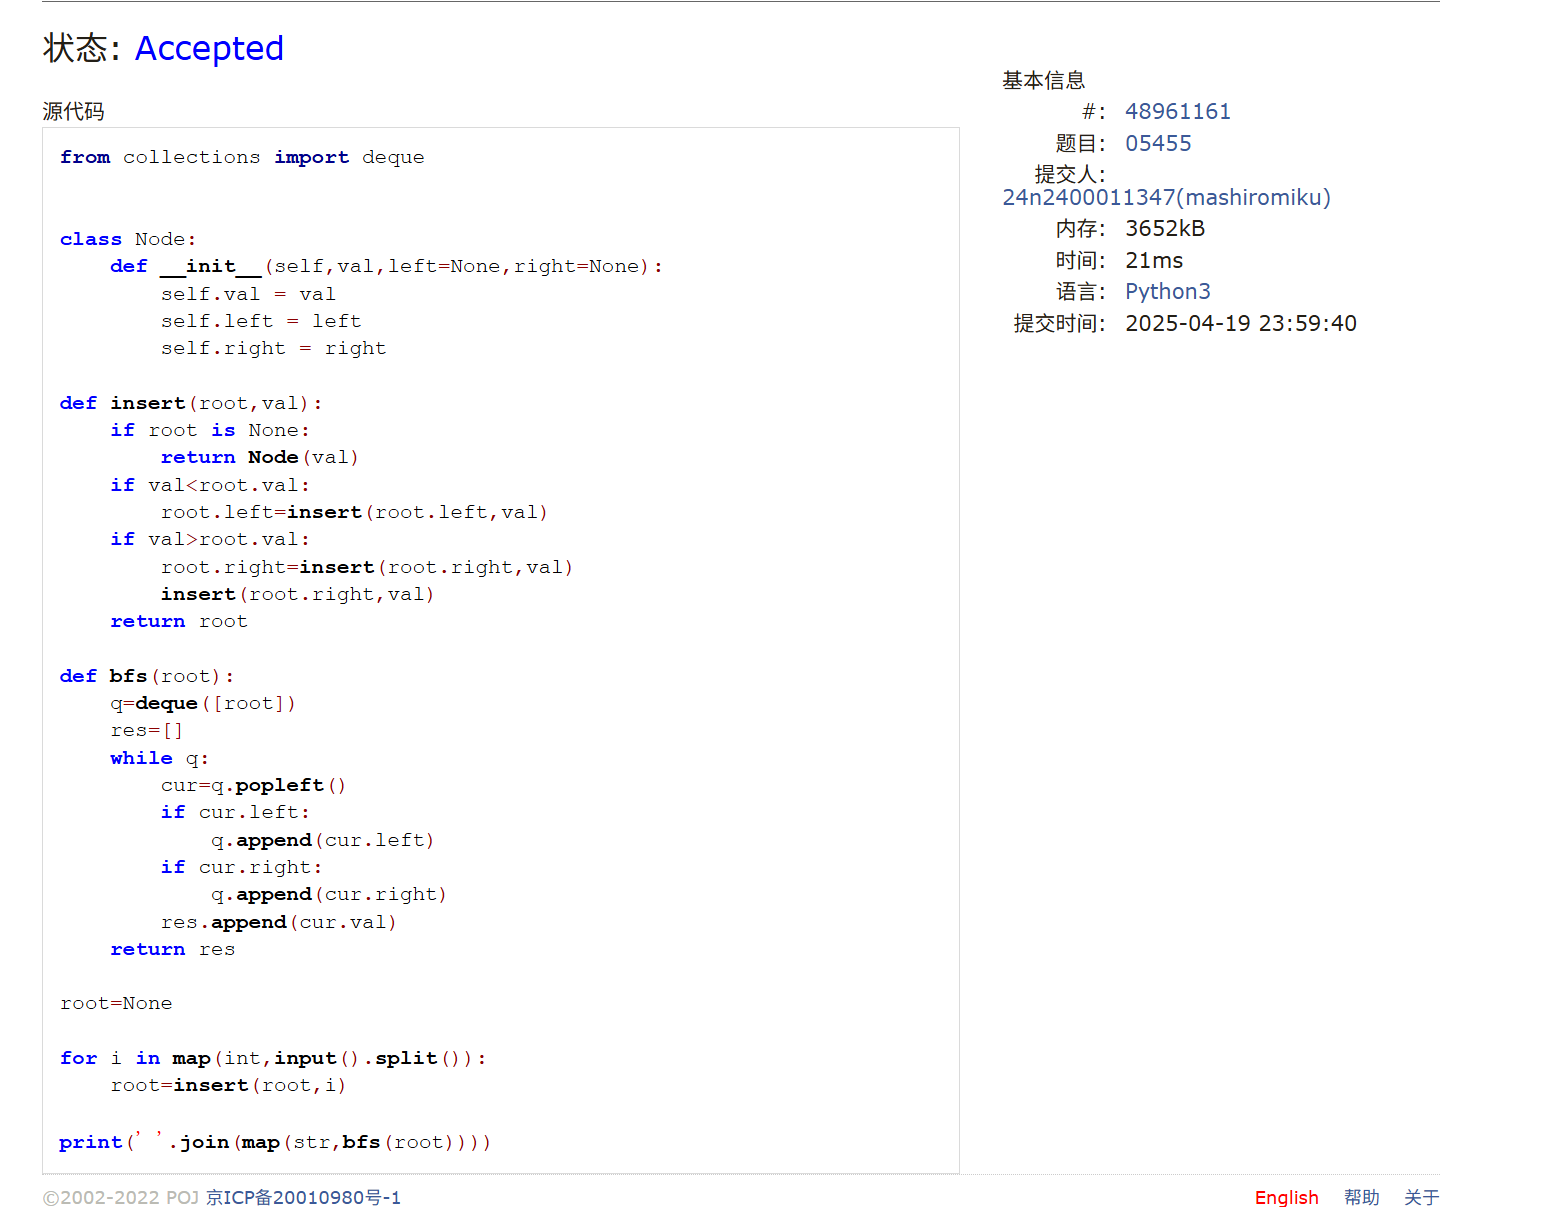 状态: Accepted
源代码
from collections import deque
class Node:
    def __init__(self,val,left=None,right=None):
        self.val = val
        self.left = left
        self.right = right
def insert(root,val):
    if root is None:
        return Node(val)
    if val<root.val:
        root.left=insert(root.left,val)
    if val>root.val:
        root.right=insert(root.right,val)
        insert(root.right,val)
    return root
def bfs(root):
    q=deque([root])
    res=[]
    while q:
        cur=q.popleft()
        if cur.left:
            q.append(cur.left)
        if cur.right:
            q.append(cur.right)
        res.append(cur.val)
    return res
root=None
for i in map(int,input().split()):
    root=insert(root,i)
print(' '.join(map(str,bfs(root))))
基本信息
#: 48961161
题目: 05455
提交人:
24n2400011347(mashiromiku)
内存: 3652kB
时间: 21ms
语言: Python3
提交时间: 2025-04-19 23:59:40
©2002-2022 POJ 京ICP备20010980号-1
English 帮助 关于